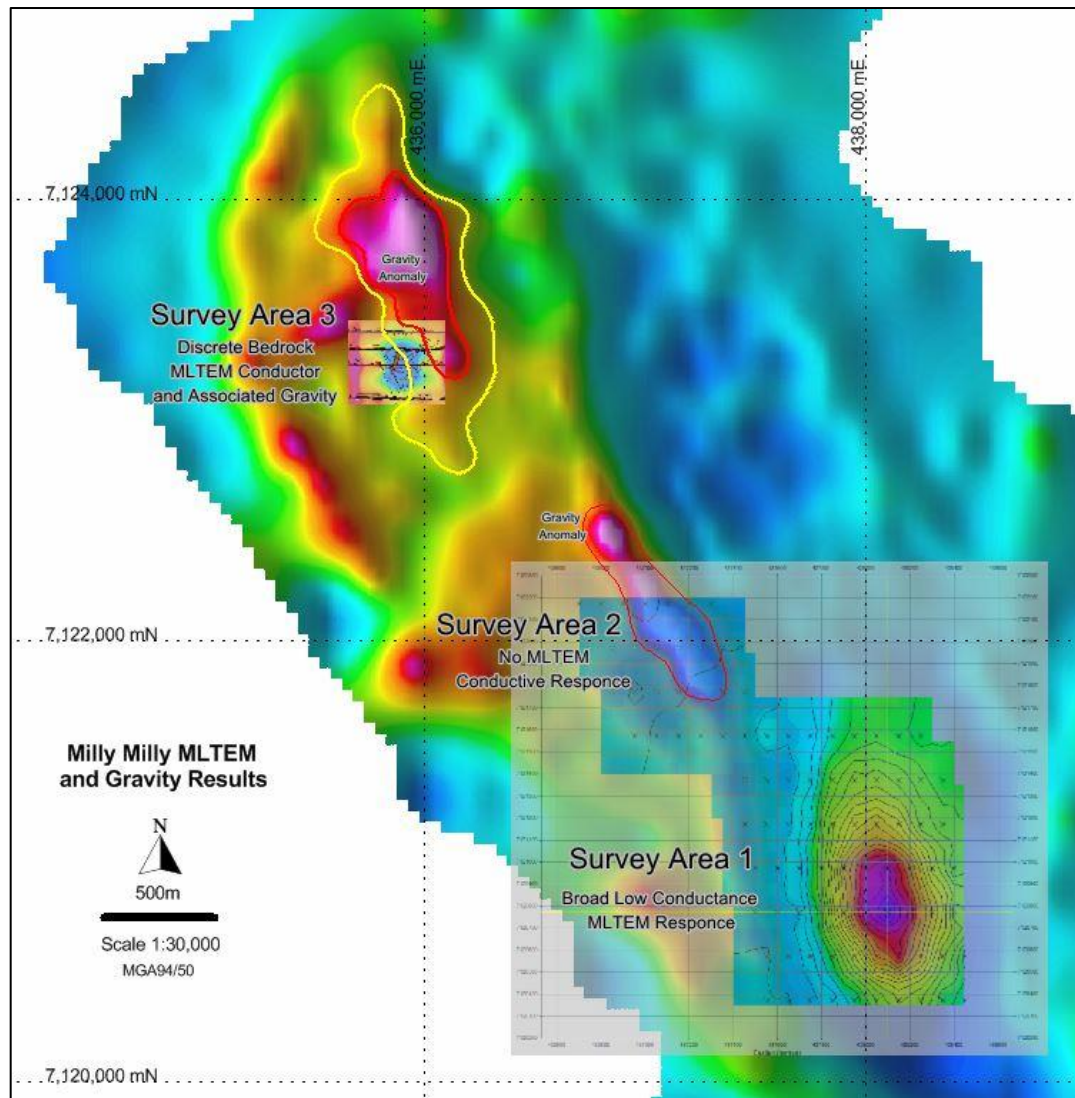 436,000 mE
438,000 mE
7,124,000 mN
Gravity
Anomaly
Survey Area 3
Discrete Bedrock
MLTEM Conductor
and Associated Gravity
Gravity
Anomaly
7,122,000 mN
Survey Area 2
No MLTEM
Conductive Responce
Milly Milly MLTEM
and Gravity Results
N
500m
Scale 1:30,000
MGA94/50
Survey Area 1
Broad Low Conductance
MLTEM Responce
7,120,000 mN